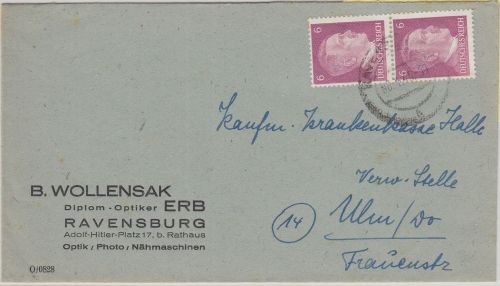 6 DEUTSCHES REICH
6 DEUTSCHES REICH
Kaufm. Krankenkasse Halle
Verw-Stelle
14 Ulm/Do
Frauenstr
B. WOLLENSAK
Diplom-Optiker ERB
RAVENSBURG
Adolf-Hitler-Platz 17, b. Rathaus
Optik / Photo / Nähmaschinen
O/0828